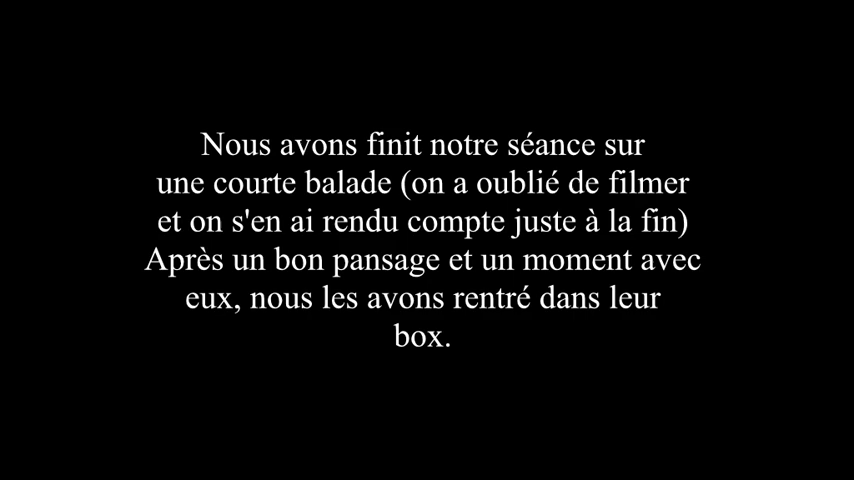 Nous avons finit notre séance sur
une courte balade (on a oublié de filmer
et on s'en ai rendu compte juste à la fin)
Après un bon pansage et un moment avec
eux, nous les avons rentré dans leur
box.